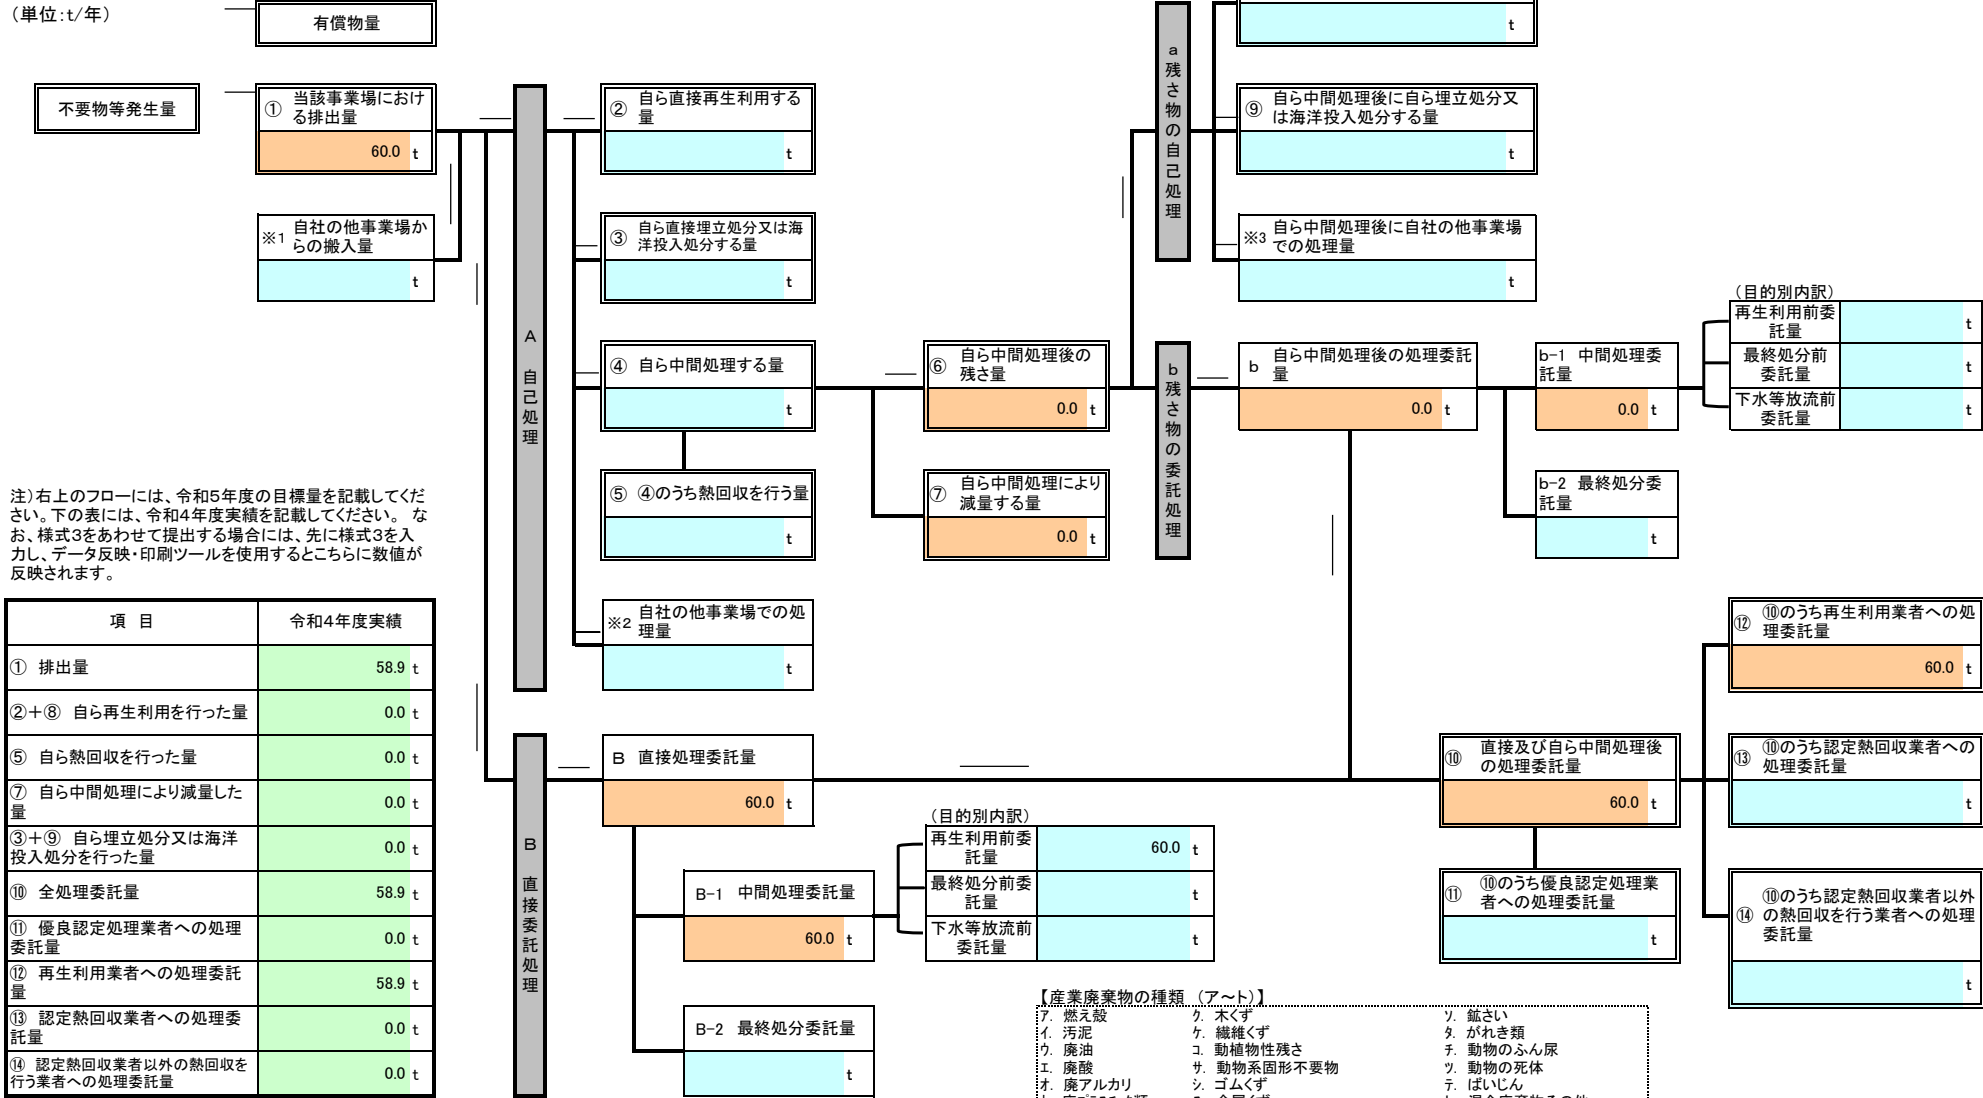 (単位:t/年)
有償物量
不要物等発生量
① 当該事業場におけ
る排出量
60.0 t
※1 自社の他事業場か
らの搬入量
t
A 自己処理
② 自ら直接再生利用する
量
t
③ 自ら直接埋立処分又は海
洋投入処分する量
t
④ 自ら中間処理する量
t
⑤ ④のうち熱回収を行う量
t
※2 自社の他事業場での処
理量
t
⑥ 自ら中間処理後の
残さ量
0.0 t
⑦ 自ら中間処理により
減量する量
0.0 t
a 残さ物の自己処理
t
⑨ 自ら中間処理後に自ら埋立処分又
は海洋投入処分する量
t
※3 自ら中間処理後に自社の他事業場
での処理量
t
b 残さ物の委託処理
b 自ら中間処理後の処理委託
量
0.0 t
b-1 中間処理委
託量
0.0 t
b-2 最終処分委
託量
t
(目的別内訳)
再生利用前委
託量
t
最終処分前
委託量
t
下水等放流前
委託量
t
注)右上のフローには、令和5年度の目標量を記載してくだ
さい。下の表には、令和4年度実績を記載してください。 な
お、様式3をあわせて提出する場合には、先に様式3を入
力し、データ反映・印刷ツールを使用するとこちらに数値が
反映されます。
項 目 令和4年度実績
① 排出量 58.9 t
②+⑧ 自ら再生利用を行った量 0.0 t
⑤ 自ら熱回収を行った量 0.0 t
⑦ 自ら中間処理により減量した
量 0.0 t
③+⑨ 自ら埋立処分又は海洋
投入処分を行った量 0.0 t
⑩ 全処理委託量 58.9 t
⑪ 優良認定処理業者への処理
委託量 0.0 t
⑫ 再生利用業者への処理委託
量 58.9 t
⑬ 認定熱回収業者への処理委
託量 0.0 t
⑭ 認定熱回収業者以外の熱回収を
行う業者への処理委託量 0.0 t
B 直接委託処理
B 直接処理委託量
60.0 t
B-1 中間処理委託量
60.0 t
B-2 最終処分委託量
t
(目的別内訳)
再生利用前委
託量
60.0 t
最終処分前委
託量
t
下水等放流前
委託量
t
⑩ 直接及び自ら中間処理後
の処理委託量
60.0 t
⑪ ⑩のうち優良認定処理業
者への処理委託量
t
⑫ ⑩のうち再生利用業者への処
理委託量
60.0 t
⑬ ⑩のうち認定熱回収業者への
処理委託量
t
⑭ ⑩のうち認定熱回収業者以外
の熱回収を行う業者への処理
委託量
t
【産業廃棄物の種類 (ア~ト)】
ア. 燃え殻 ク. 木くず ソ. 鉱さい
イ. 汚泥 ケ. 繊維くず タ. がれき類
ウ. 廃油 コ. 動植物性残さ チ. 動物のふん尿
エ. 廃酸 サ. 動物系固形不要物 ツ. 動物の死体
オ. 廃アルカリ シ. ゴムくず テ. ばいじん